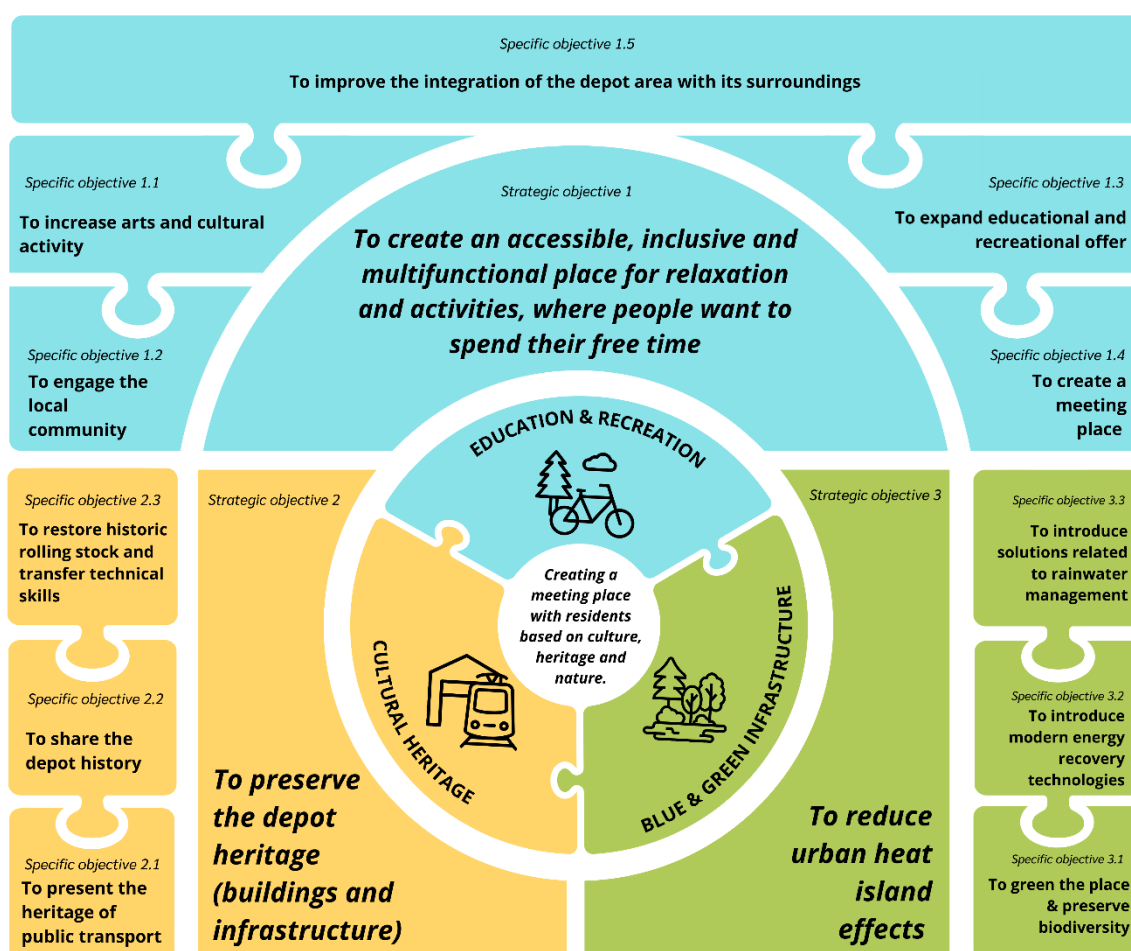 Specific objective 1.5
To improve the integration of the depot area with its surroundings
Specific objective 1.1
To increase arts and cultural
activity
Strategic objective 1
To create an accessible, inclusive and
multifunctional place for relaxation
and activities, where people want to
spend their free time
Specific objective 1.3
To expand educational and
recreational offer
Specific objective 1.2
To engage the
local
community
Specific objective 1.4
To create a
meeting
place
EDUCATION & RECREATION
Specific objective 2.3
To restore historic
rolling stock and
transfer technical
skills
Strategic objective 2
Strategic objective 3
Specific objective 3.3
To introduce
solutions related
to rainwater
management
Creating a
meeting place
with residents
based on culture,
heritage and
nature.
CULTURAL HERITAGE
BLUE & GREEN INFRASTRUCTURE
Specific objective 2.2
To share the
depot history
Specific objective 3.2
To introduce
modern energy
recovery
technologies
To preserve
the depot
heritage
(buildings and
infrastructure)
To reduce
urban heat
island
effects
Specific objective 2.1
To present the
heritage of
public transport
Specific objective 3.1
To green the place
& preserve
biodiversity